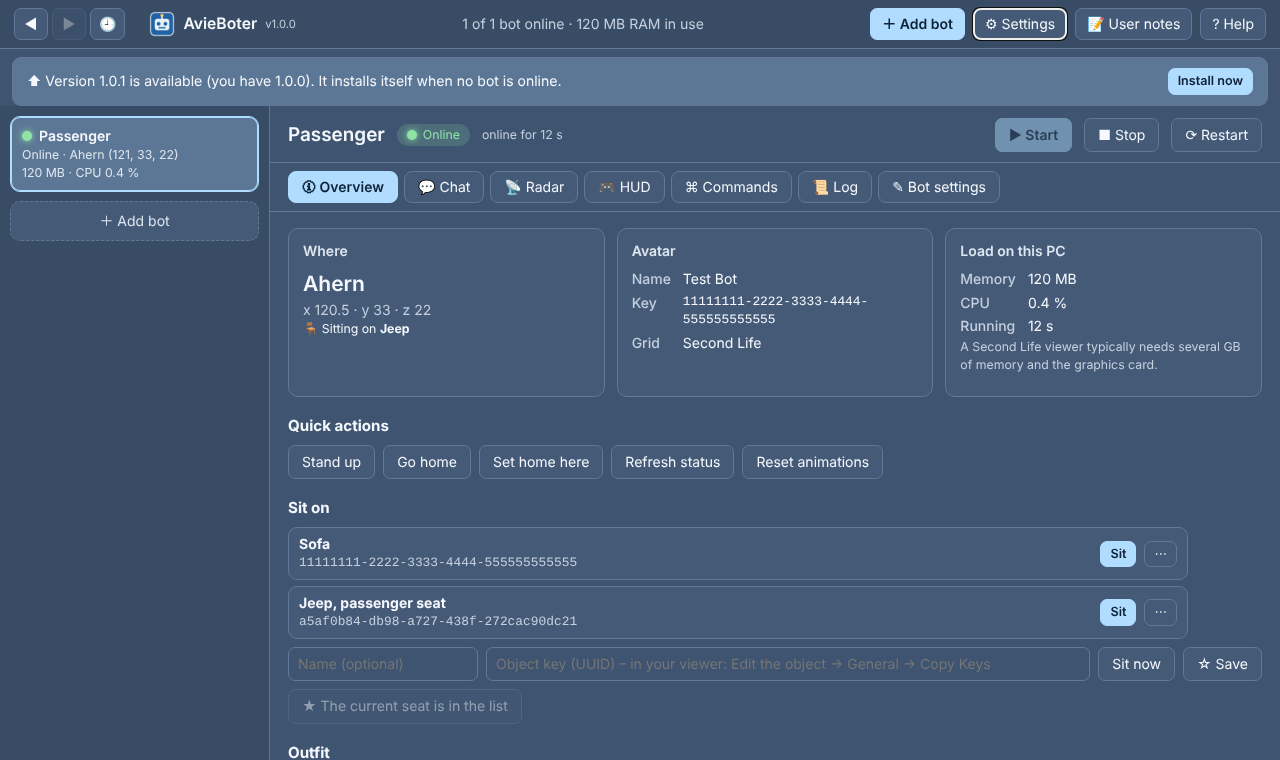 ◀ ▶ 🕘 AvieBoter v1.0.0 1 of 1 bot online · 120 MB RAM in use + Add bot ⚙ Settings 📝 User notes ? Help
⬆ Version 1.0.1 is available (you have 1.0.0). It installs itself when no bot is online. Install now
Passenger
Online · Ahern (121, 33, 22)
120 MB · CPU 0.4 %
+ Add bot
Passenger Online online for 12 s ▶ Start ■ Stop ⟳ Restart
🛈 Overview 💬 Chat 📡 Radar 🎮 HUD ⌘ Commands 📜 Log ✎ Bot settings
Where
Ahern
x 120.5 · y 33 · z 22
🪑 Sitting on Jeep
Avatar
Name Test Bot
Key 11111111-2222-3333-4444-
555555555555
Grid Second Life
Load on this PC
Memory 120 MB
CPU 0.4 %
Running 12 s
A Second Life viewer typically needs several GB
of memory and the graphics card.
Quick actions
Stand up Go home Set home here Refresh status Reset animations
Sit on
Sofa
11111111-2222-3333-4444-555555555555
Sit ···
Jeep, passenger seat
a5af0b84-db98-a727-438f-272cac90dc21
Sit ···
Name (optional) Object key (UUID) – in your viewer: Edit the object → General → Copy Keys Sit now ☆ Save
★ The current seat is in the list
Outfit